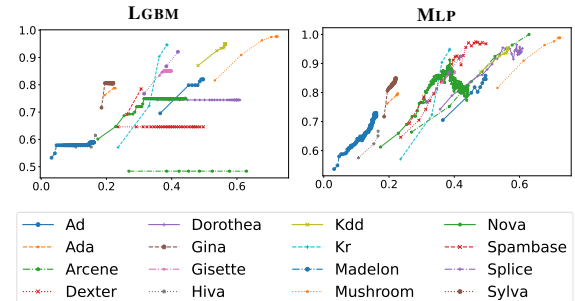 LGBM MLP
1.0 1.0
0.9 0.9
0.8 0.8
0.7 0.7
0.6 0.6
0.5
0.0 0.2 0.4 0.6 0.0 0.2 0.4 0.6
Ad Dorothea Kdd Nova
Ada Gina Kr Spambase
Arcene Gisette Madelon Splice
Dexter Hiva Mushroom Sylva